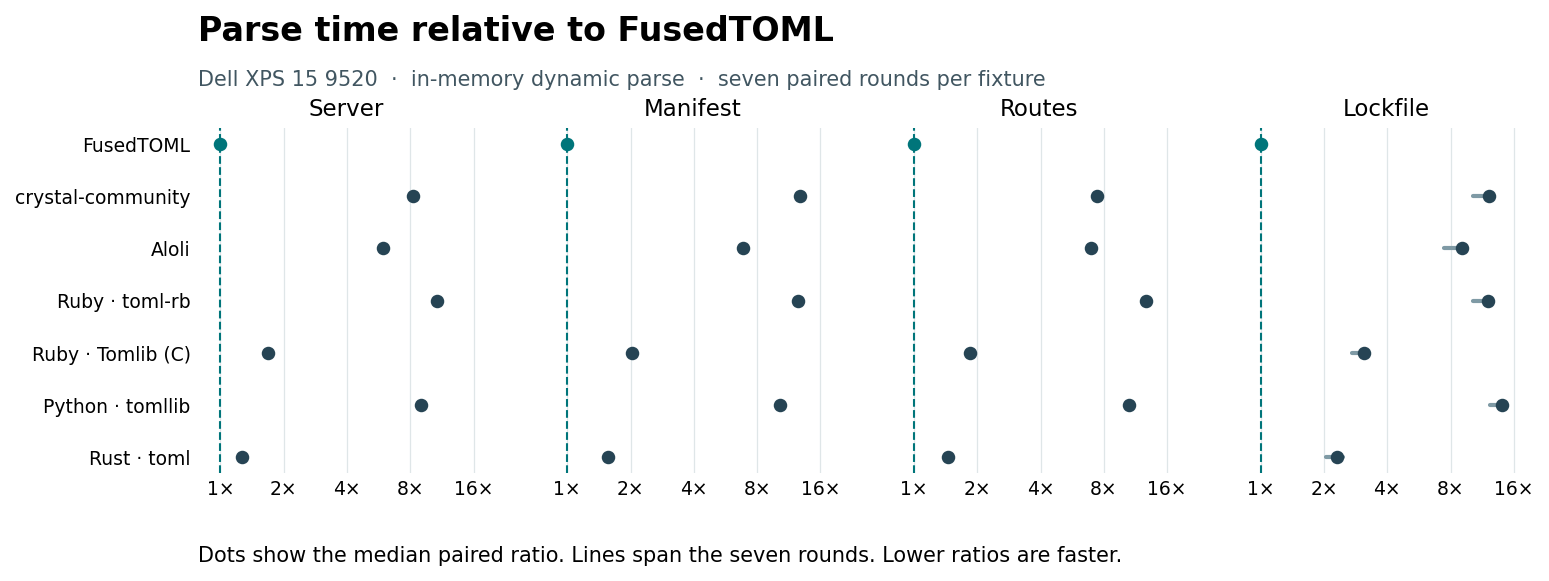 Parse time relative to FusedTOML
Dell XPS 15 9520 · in-memory dynamic parse · seven paired rounds per fixture
Server Manifest Routes Lockfile
FusedTOML
crystal-community
Aloli
Ruby · toml-rb
Ruby · Tomlib (C)
Python · tomllib
Rust · toml
1× 2× 4× 8× 16× 1× 2× 4× 8× 16× 1× 2× 4× 8× 16× 1× 2× 4× 8× 16×
Dots show the median paired ratio. Lines span the seven rounds. Lower ratios are faster.